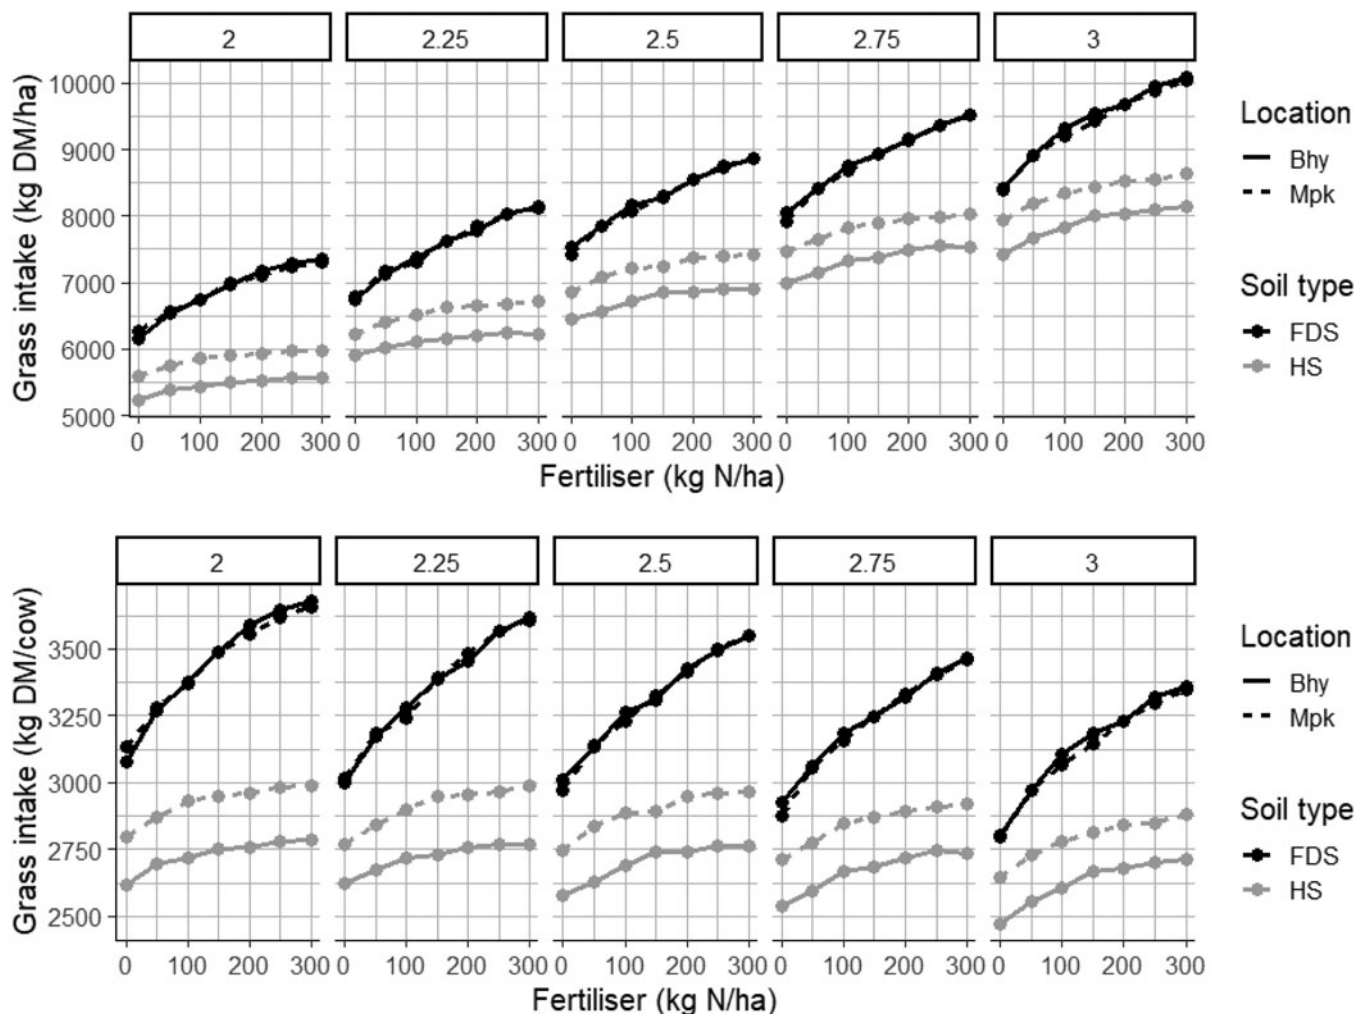 2 2.25 2.5 2.75 3
Grass intake (kg DM/ha)
10000
9000
8000
7000
6000
5000
0 100 200 300 0 100 200 300 0 100 200 300 0 100 200 300 0 100 200 300
Fertiliser (kg N/ha)
Location
Bhy
Mpk
Soil type
FDS
HS
2 2.25 2.5 2.75 3
Grass intake (kg DM/cow)
3500
3250
3000
2750
2500
0 100 200 300 0 100 200 300 0 100 200 300 0 100 200 300 0 100 200 300
Fertiliser (kg N/ha)
Location
Bhy
Mpk
Soil type
FDS
HS